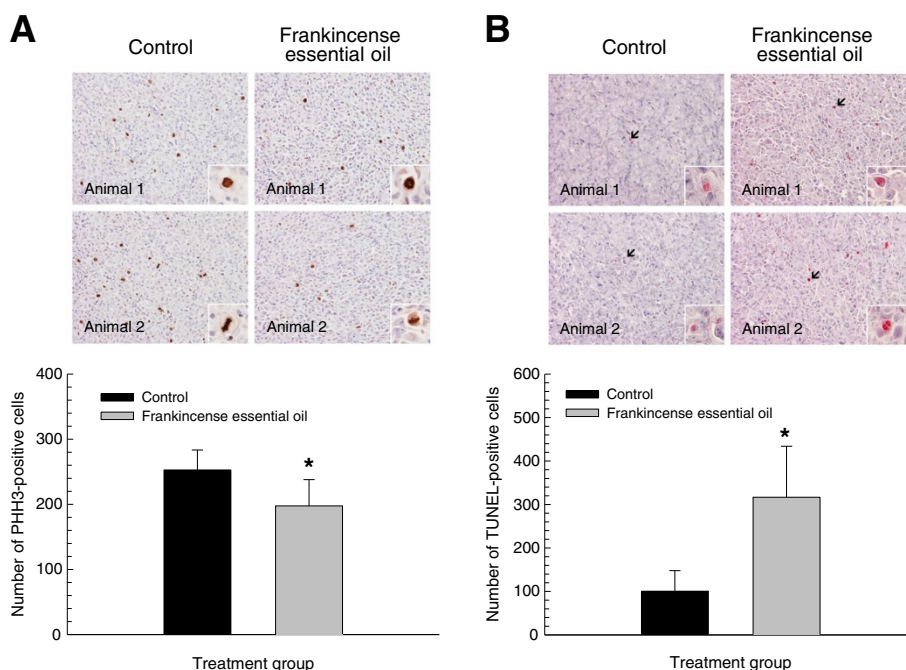 A
Control
Frankincense
essential oil
Animal 1
Animal 1
Animal 2
Animal 2
400
300
200
100
0
Number of PHH3-positive cells
Control
Frankincense essential oil
*
Treatment group
B
Control
Frankincense
essential oil
Animal 1
Animal 1
Animal 2
Animal 2
600
500
400
300
200
100
0
Number of TUNEL-positive cells
Control
Frankincense essential oil
*
Treatment group